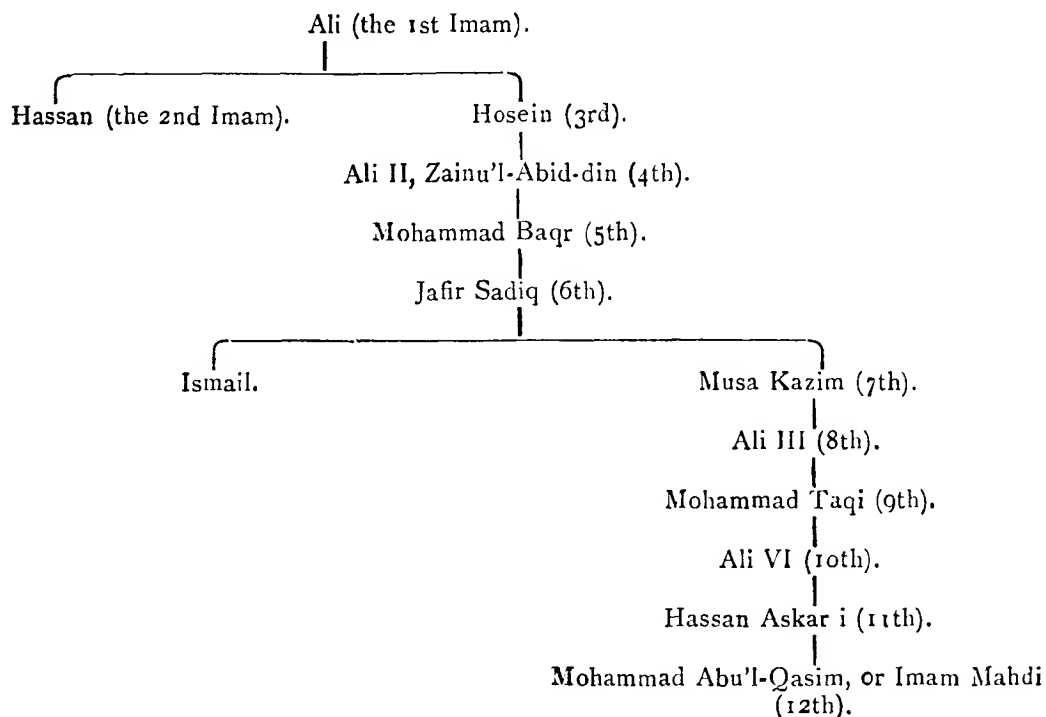 Ali (the 1st Imam).
Hassan (the 2nd Imam). Hosein (3rd).
Ali II, Zainu'l-Abid-din (4th).
Mohammad Baqr (5th).
Jafir Sadiq (6th).
Ismail. Musa Kazim (7th).
Ali III (8th).
Mohammad Taqi (9th).
Ali VI (10th).
Hassan Askar i (11th).
Mohammad Abu'l-Qasim, or Imam Mahdi
(12th).